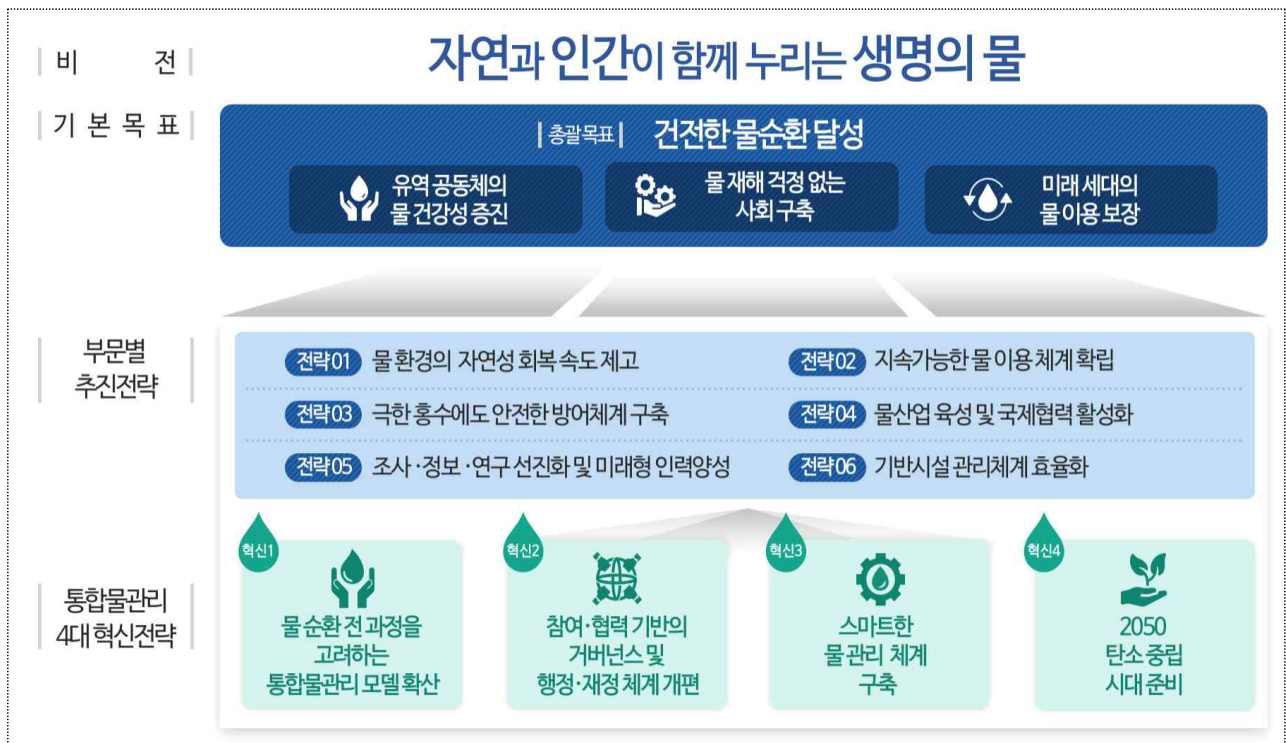 비 전
자연과 인간이 함께 누리는 생명의 물
기 본 목 표
총괄목표 건전한 물순환 달성
유역 공동체의
물 건강성 증진
물 재해 걱정 없는
사회 구축
미래 세대의
물 이용 보장
부문별
추진전략
전략01 물 환경의 자연성 회복 속도 제고
전략02 지속가능한 물 이용 체계 확립
전략03 극한 홍수에도 안전한 방어체계 구축
전략04 물산업 육성 및 국제협력 활성화
전략05 조사·정보·연구 선진화 및 미래형 인력양성
전략06 기반시설 관리체계 효율화
통합물관리
4대 혁신전략
혁신1
물 순환 전 과정을
고려하는
통합물관리 모델 확산
혁신2
참여·협력 기반의
거버넌스 및
행정·재정 체계 개편
혁신3
스마트한
물 관리 체계
구축
혁신4
2050
탄소 중립
시대 준비